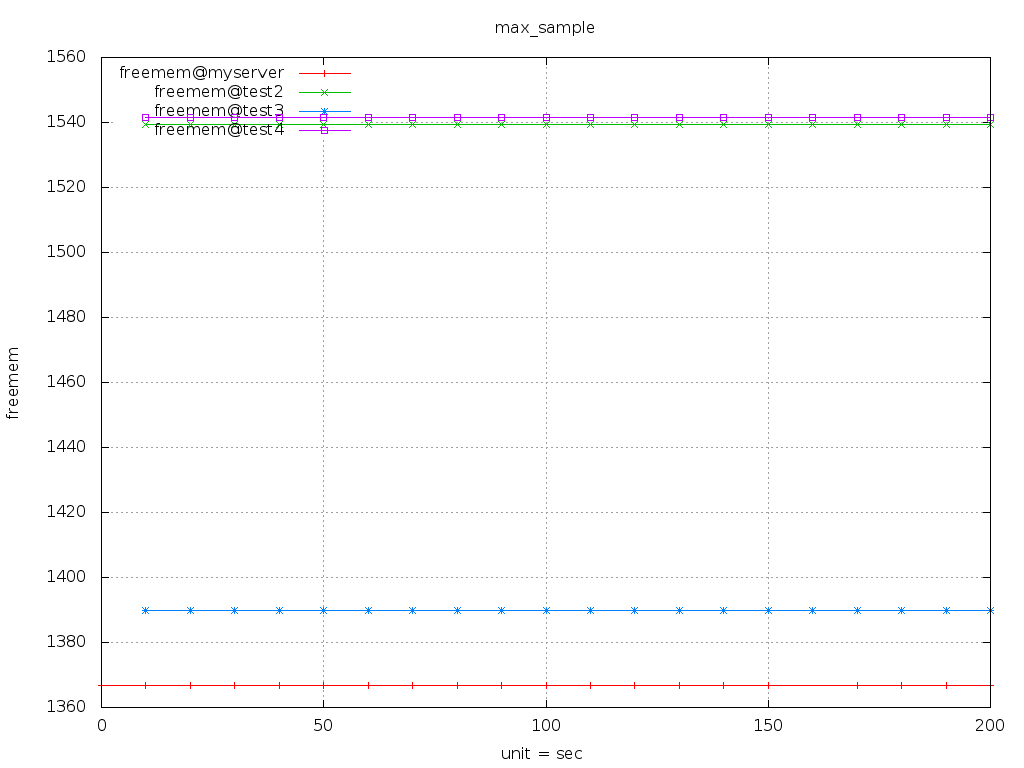 max_sample
1560
freemem@myserver
freemem@test2
freemem@test3
1540
freemem@test4
1520
1500
1480
1460
freemem
1440
1420
1400
1380
1360
0 50 100 150 200
unit = sec